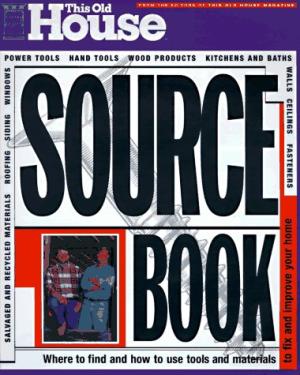 This Old
House
FROM THE EDITORS OF THIS OLD HOUSE MAGAZINE
POWER TOOLS HAND TOOLS WOOD PRODUCTS KITCHENS AND BATHS
WALLS CEILINGS FASTENERS
SALVAGED AND RECYCLED MATERIALS ROOFING SIDING WINDOWS
SOURCE
BOOK
to fix and improve your home
Where to find and how to use tools and materials